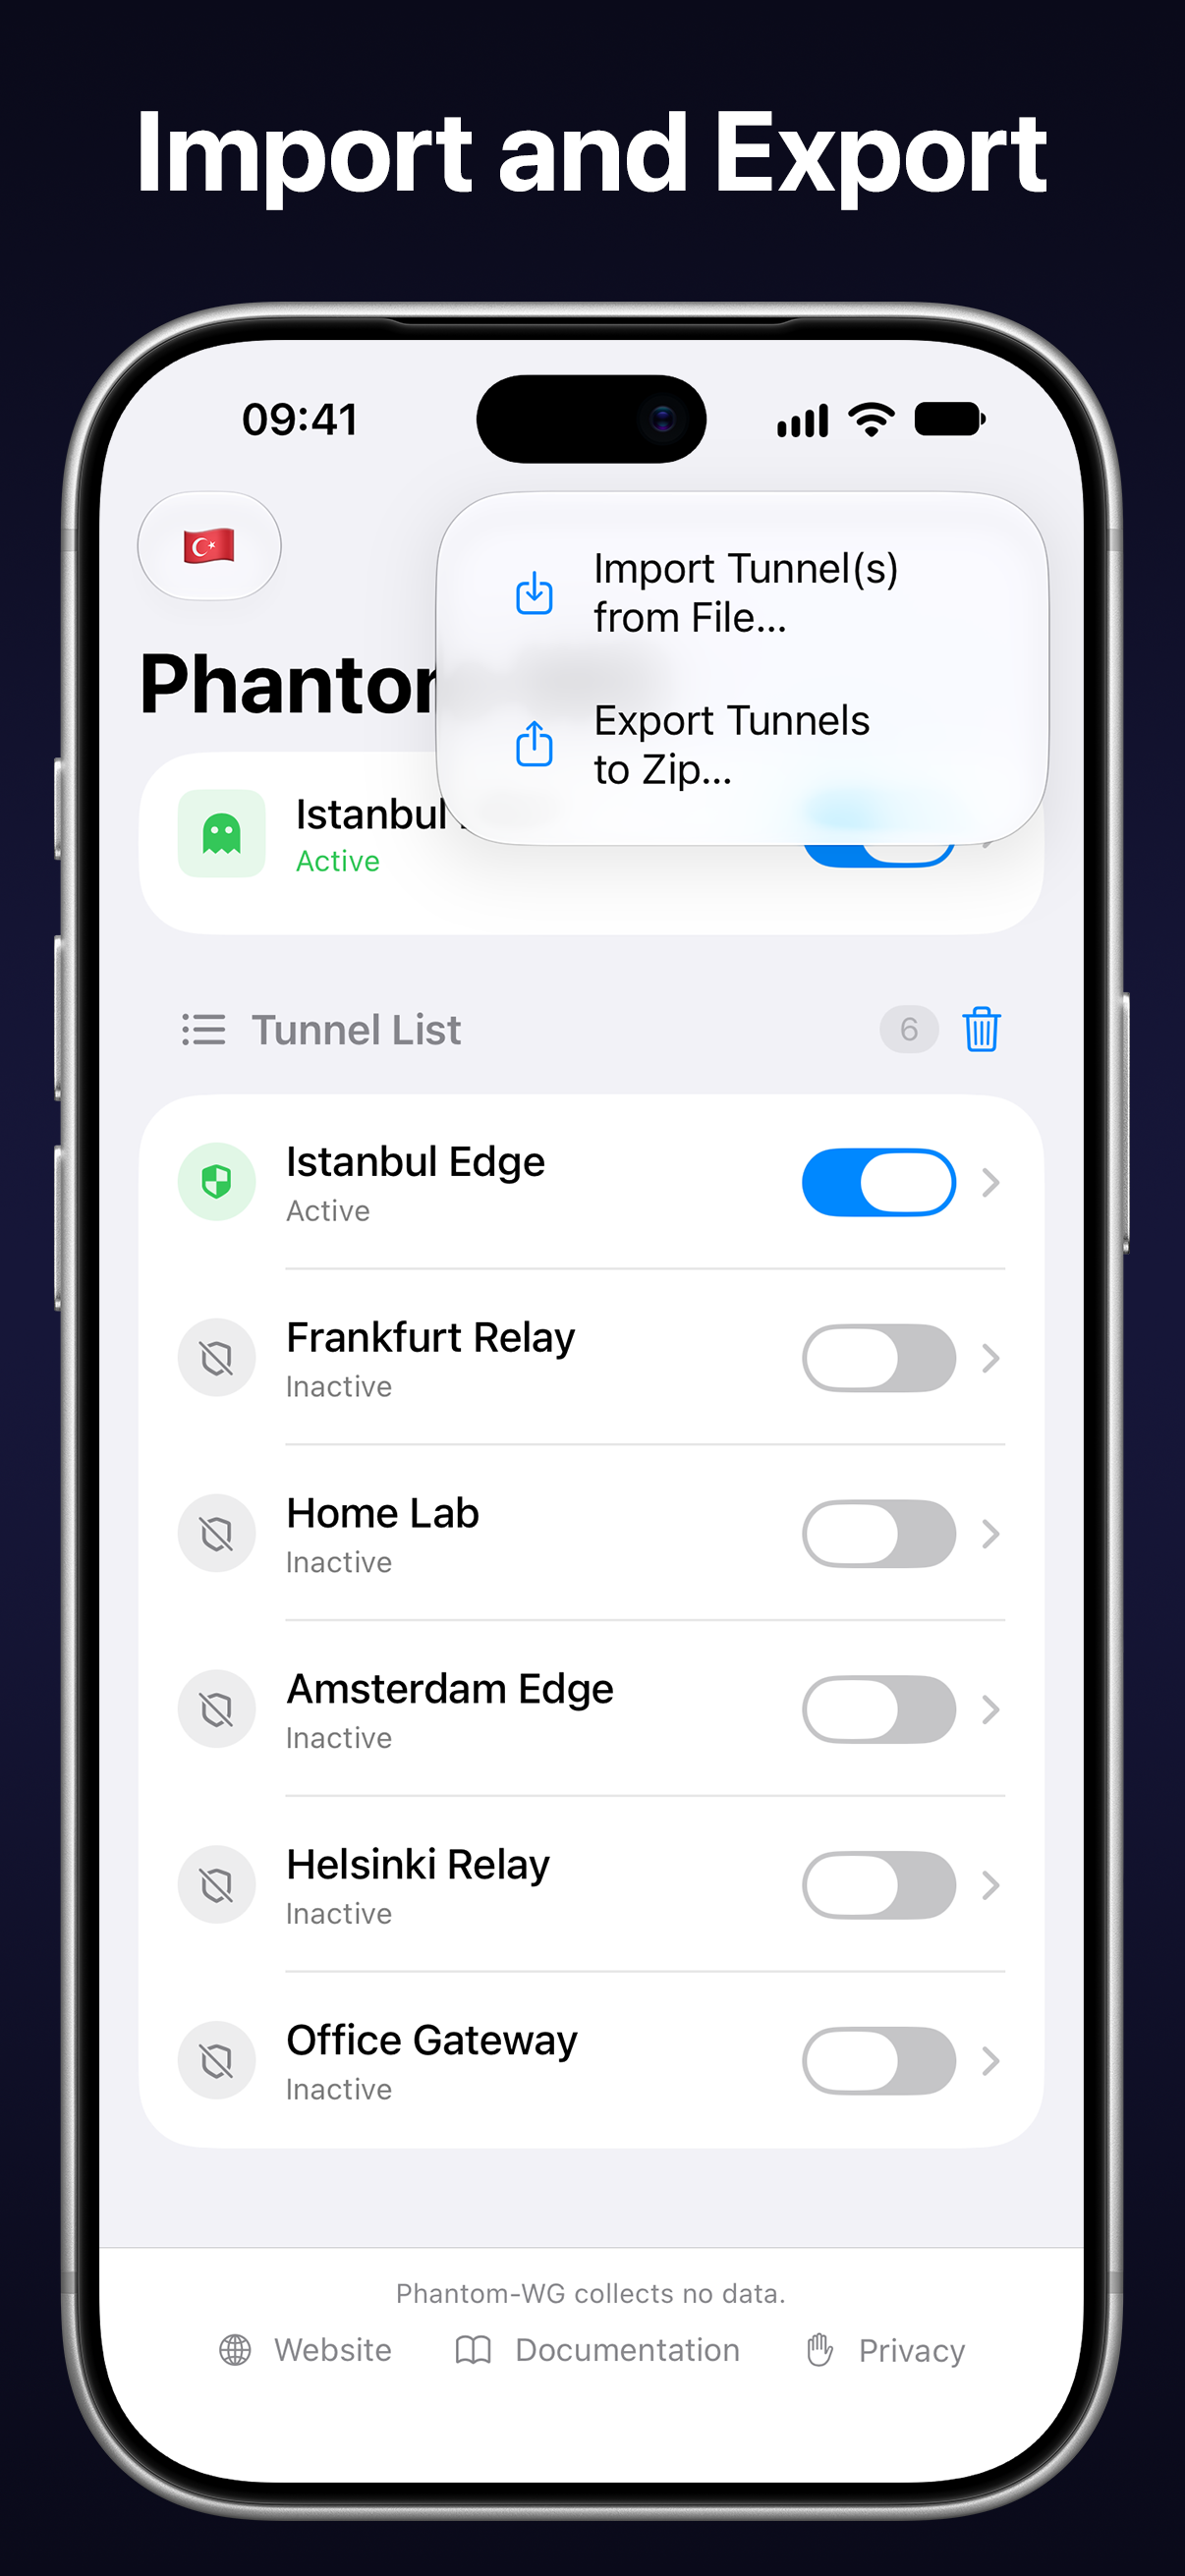 Import and Export
09:41
Import Tunnel(s)
from File...
Export Tunnels
to Zip...
Istanbul
Active
Tunnel List
6
Istanbul Edge
Active
Frankfurt Relay
Inactive
Home Lab
Inactive
Amsterdam Edge
Inactive
Helsinki Relay
Inactive
Office Gateway
Inactive
Phantom-WG collects no data.
Website
Documentation
Privacy